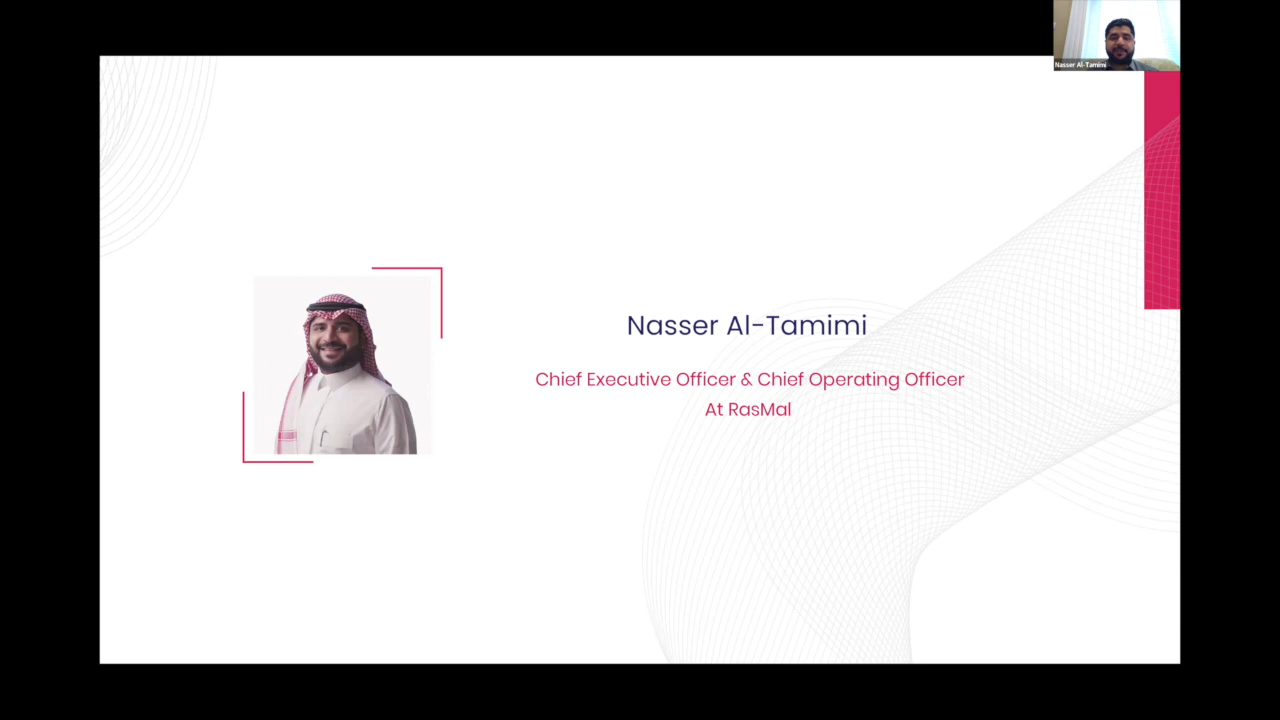 Nasser Al-Tamimi
Nasser Al-Tamimi
Chief Executive Officer & Chief Operating Officer
At RasMal